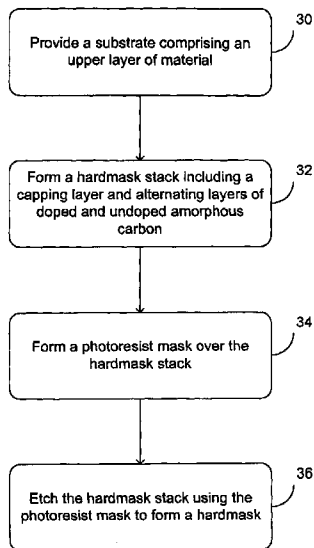 30
Provide a substrate comprising an
upper layer of material
32
Form a hardmask stack including a
capping layer and alternating layers of
doped and undoped amorphous
carbon
34
Form a photoresist mask over the
hardmask stack
36
Etch the hardmask stack using the
photoresist mask to form a hardmask